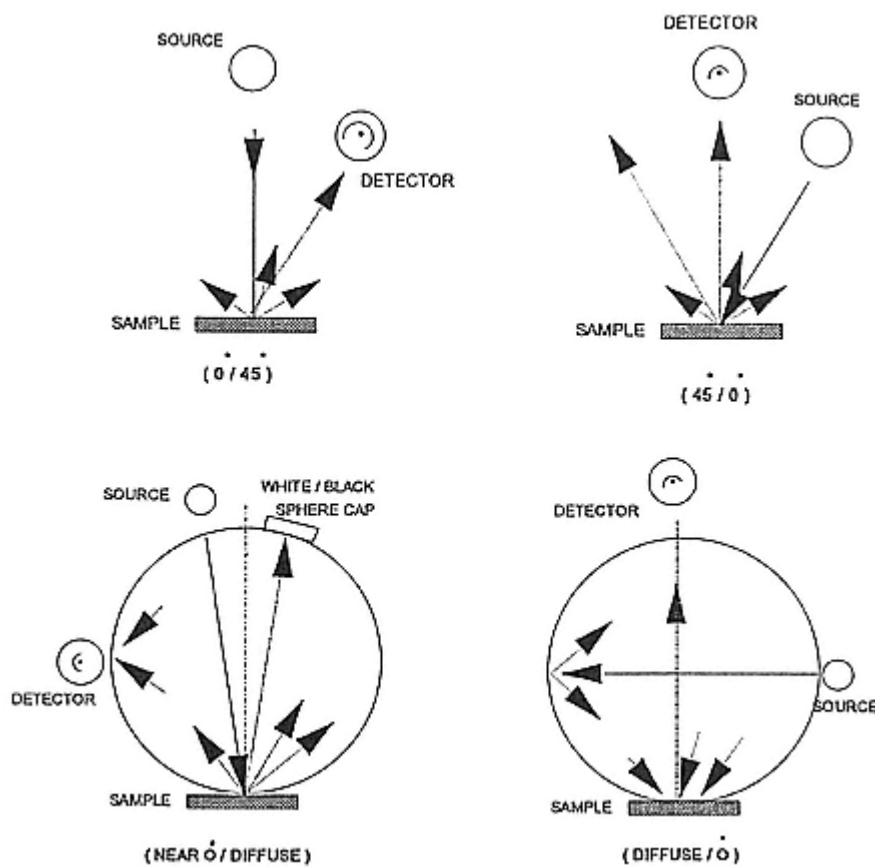 SOURCE
DETECTOR
SAMPLE
( 0° / 45° )
DETECTOR
SOURCE
SAMPLE
( 45° / 0° )
SOURCE
WHITE / BLACK
SPHERE CAP
DETECTOR
SAMPLE
( NEAR 0° / DIFFUSE )
DETECTOR
SOURCE
SAMPLE
( DIFFUSE / 0° )